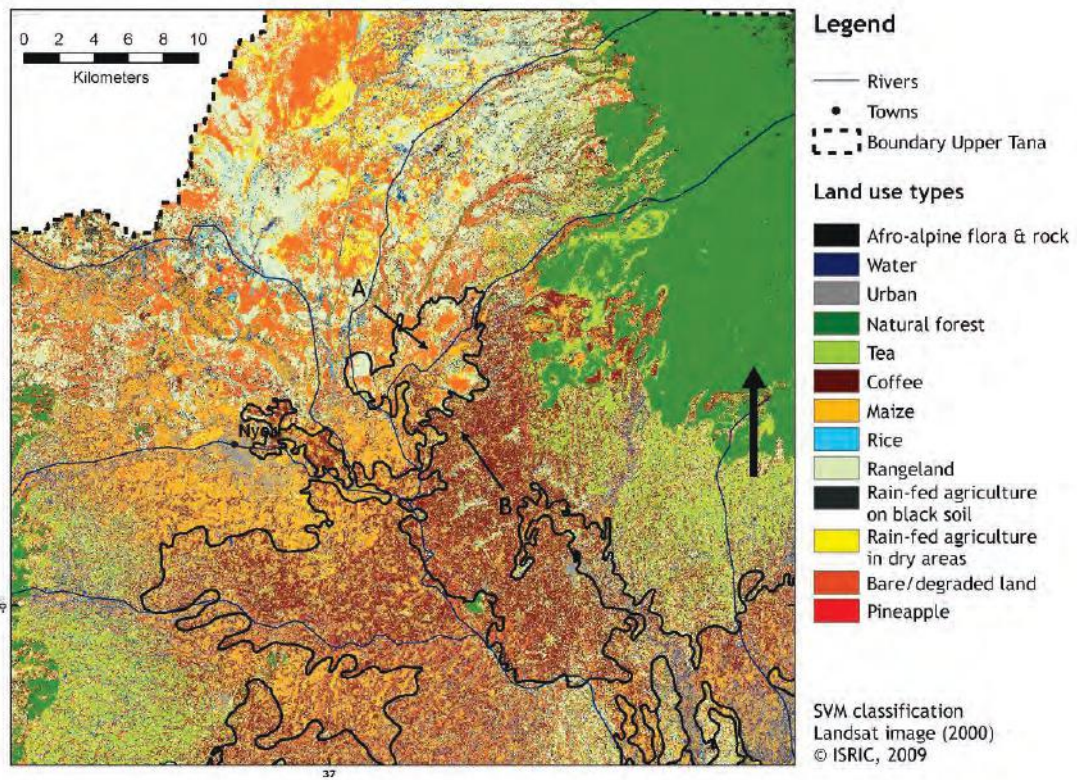 0 2 4 6 8 10
Kilometers
A
B
37
Legend
Rivers
Towns
Boundary Upper Tana
Land use types
Afro-alpine flora & rock
Water
Urban
Natural forest
Tea
Coffee
Maize
Rice
Rangeland
Rain-fed agriculture
on black soil
Rain-fed agriculture
in dry areas
Bare/degraded land
Pineapple
SVM classification
Landsat image (2000)
© ISRIC, 2009